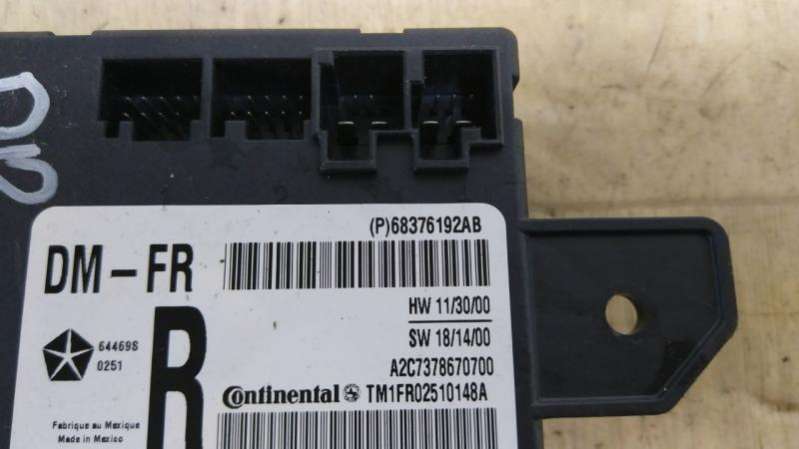 D12
(P)68376192AB
DM-FR
HW 11/30/00
SW 18/14/00
64469S
0251
R
A2C7378670700
Continental TM1FR02510148A
Fabrique au Mexique
Made in Mexico